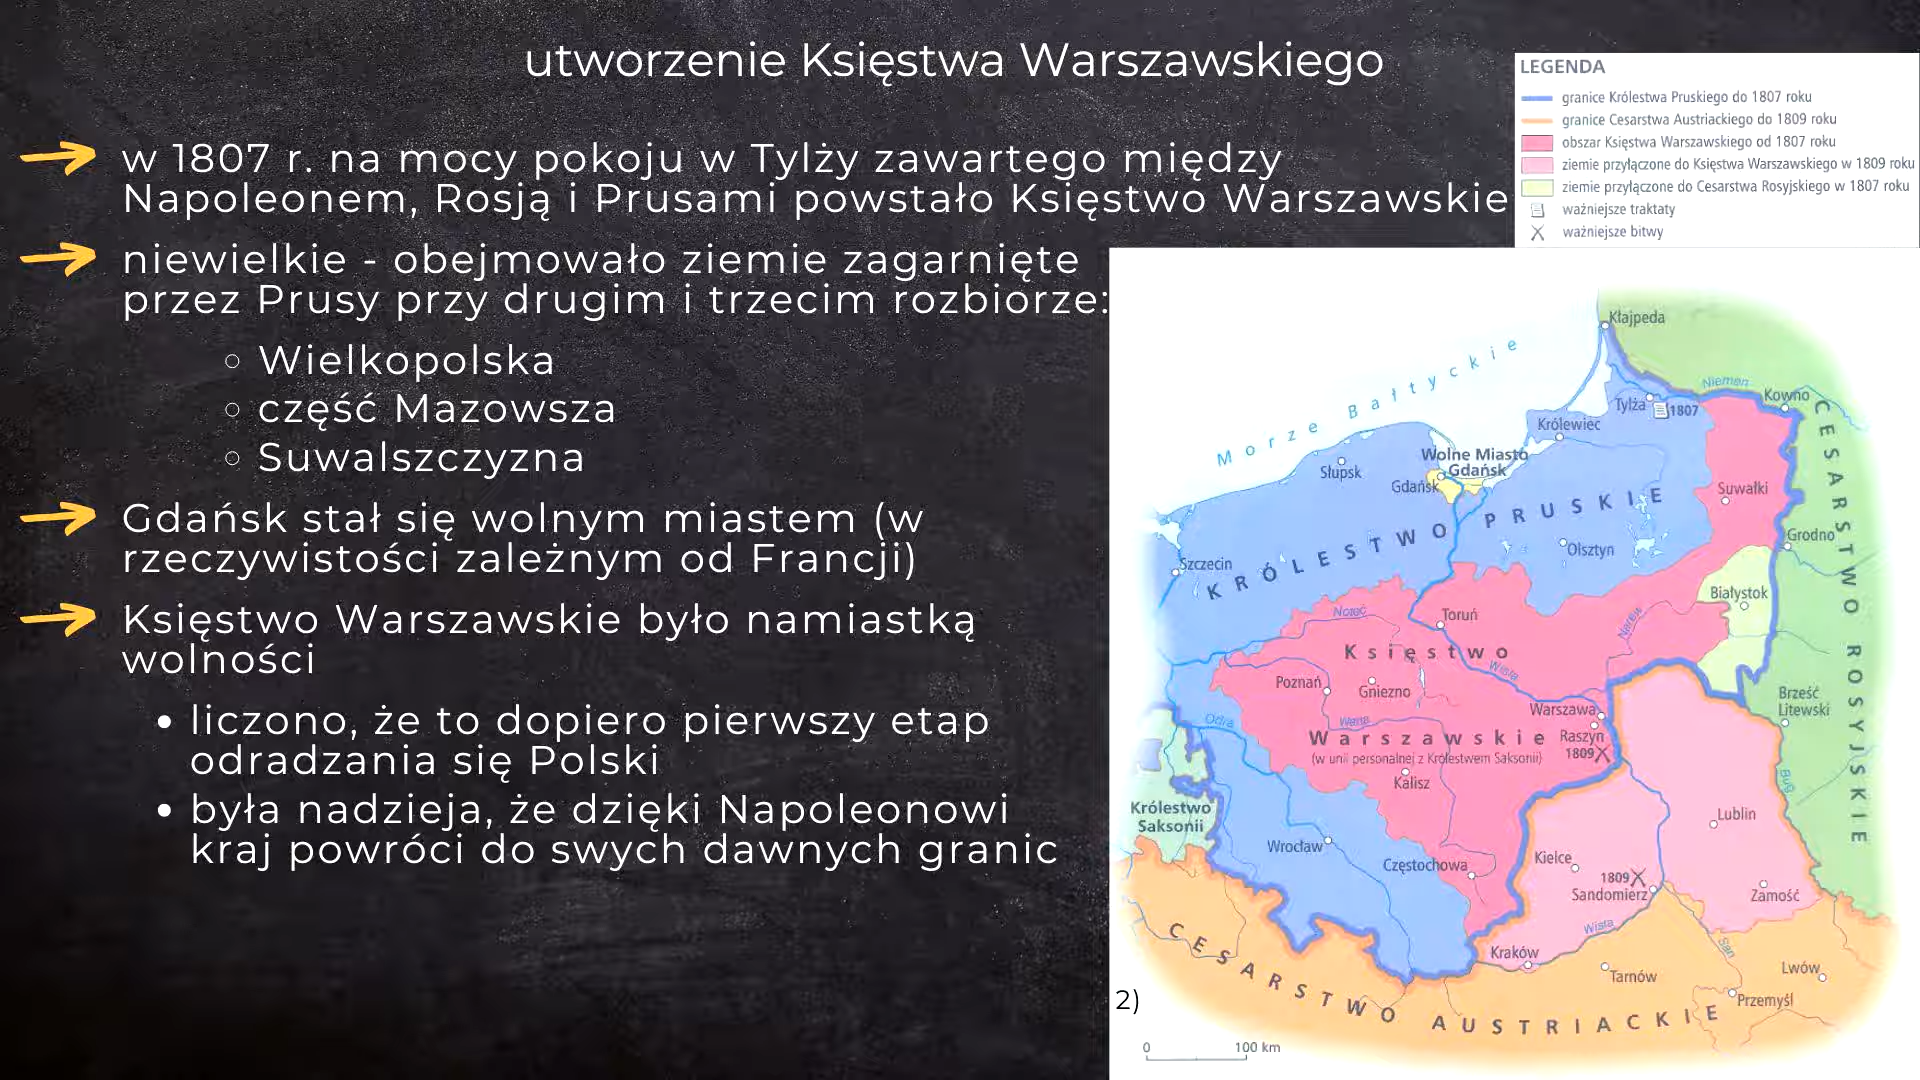 utworzenie Księstwa Warszawskiego
w 1807 r. na mocy pokoju w Tylży zawartego między
Napoleonem, Rosją i Prusami powstało Księstwo Warszawskie
niewielkie - obejmowało ziemie zagarnięte
przez Prusy przy drugim i trzecim rozbiorze:
Wielkopolska
część Mazowsza
Suwalszczyzna
Gdańsk stał się wolnym miastem (w
rzeczywistości zależnym od Francji)
Księstwo Warszawskie było namiastką
wolności
liczono, że to dopiero pierwszy etap
odradzania się Polski
była nadzieja, że dzięki Napoleonowi
kraj powróci do swych dawnych granic
LEGENDA
granice Królestwa Pruskiego do 1807 roku
granice Cesarstwa Austriackiego do 1809 roku
obszar Księstwa Warszawskiego od 1807 roku
ziemie przyłączone do Księstwa Warszawskiego w 1809 roku
ziemie przyłączone do Cesarstwa Rosyjskiego w 1807 roku
ważniejsze traktaty
ważniejsze bitwy
Kłajpeda
Morze Bałtyckie
Niemen
Kowno
Tylża
1807
Królewiec
Wolne Miasto
Gdańsk
Gdańsk
Słupsk
Suwałki
KRÓLESTWO PRUSKIE
CESARSTWO ROSYJSKIE
Grodno
Olsztyn
Szczecin
Białystok
Noteć
Toruń
Narew
Księstwo
Wisła
Poznań
Gniezno
Brześć
Litewski
Warszawa
Odra
Warta
Warszawskie
Raszyn
1809
(w unii personalnej z Królestwem Saksonii)
Kalisz
Bug
Królestwo
Saksonii
Lublin
Wrocław
Częstochowa
Kielce
1809
Sandomierz
Zamość
Wisła
San
Kraków
Tarnów
Lwów
Przemyśl
CESARSTWO AUSTRIACKIE
2)
0
100 km